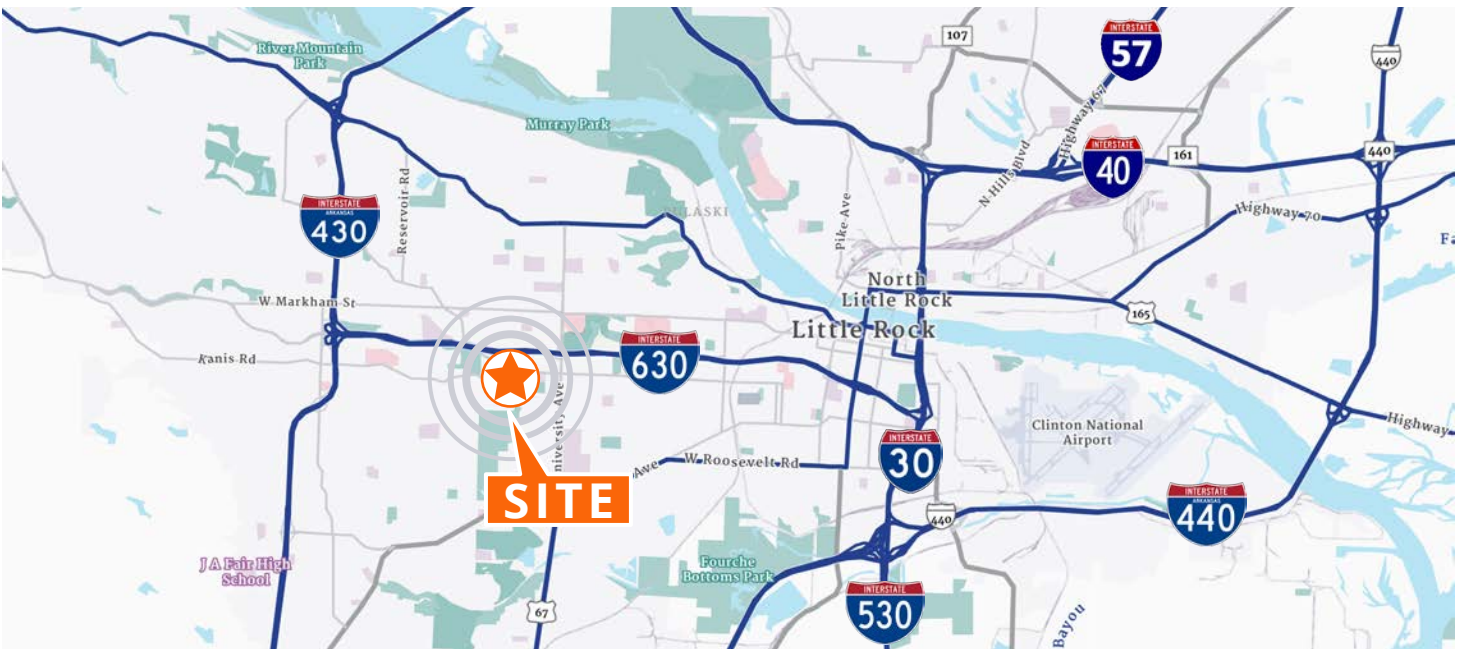 River Mountain
Park
107
INTERSTATE
57
440
Highway 67
Murray Park
N Hills Blvd
INTERSTATE
40
161
440
Reservoir Rd
INTERSTATE
ARKANSAS
430
PULASKI
Pike Ave
Highway 70
North
Little Rock
W Markham St
Little Rock
165
Kanis Rd
INTERSTATE
630
University Ave
Clinton National
Airport
Highway
INTERSTATE
30
Ave
W Roosevelt Rd
SITE
INTERSTATE
ARKANSAS
440
440
J A Fair High
School
Fourche
Bottoms Park
67
INTERSTATE
530
Bayou